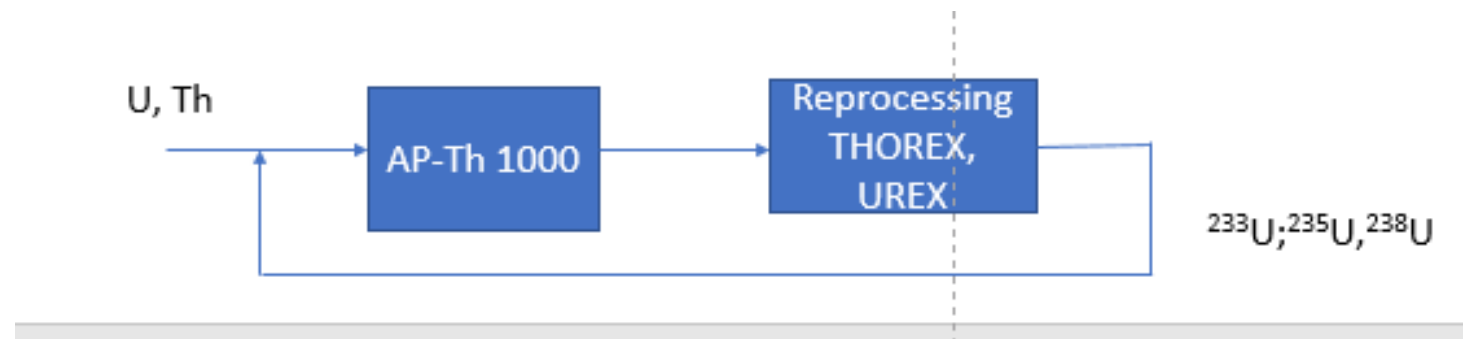 U, Th
AP-Th 1000
Reprocessing
THOREX,
UREX
²³³U;²³⁵U,²³⁸U